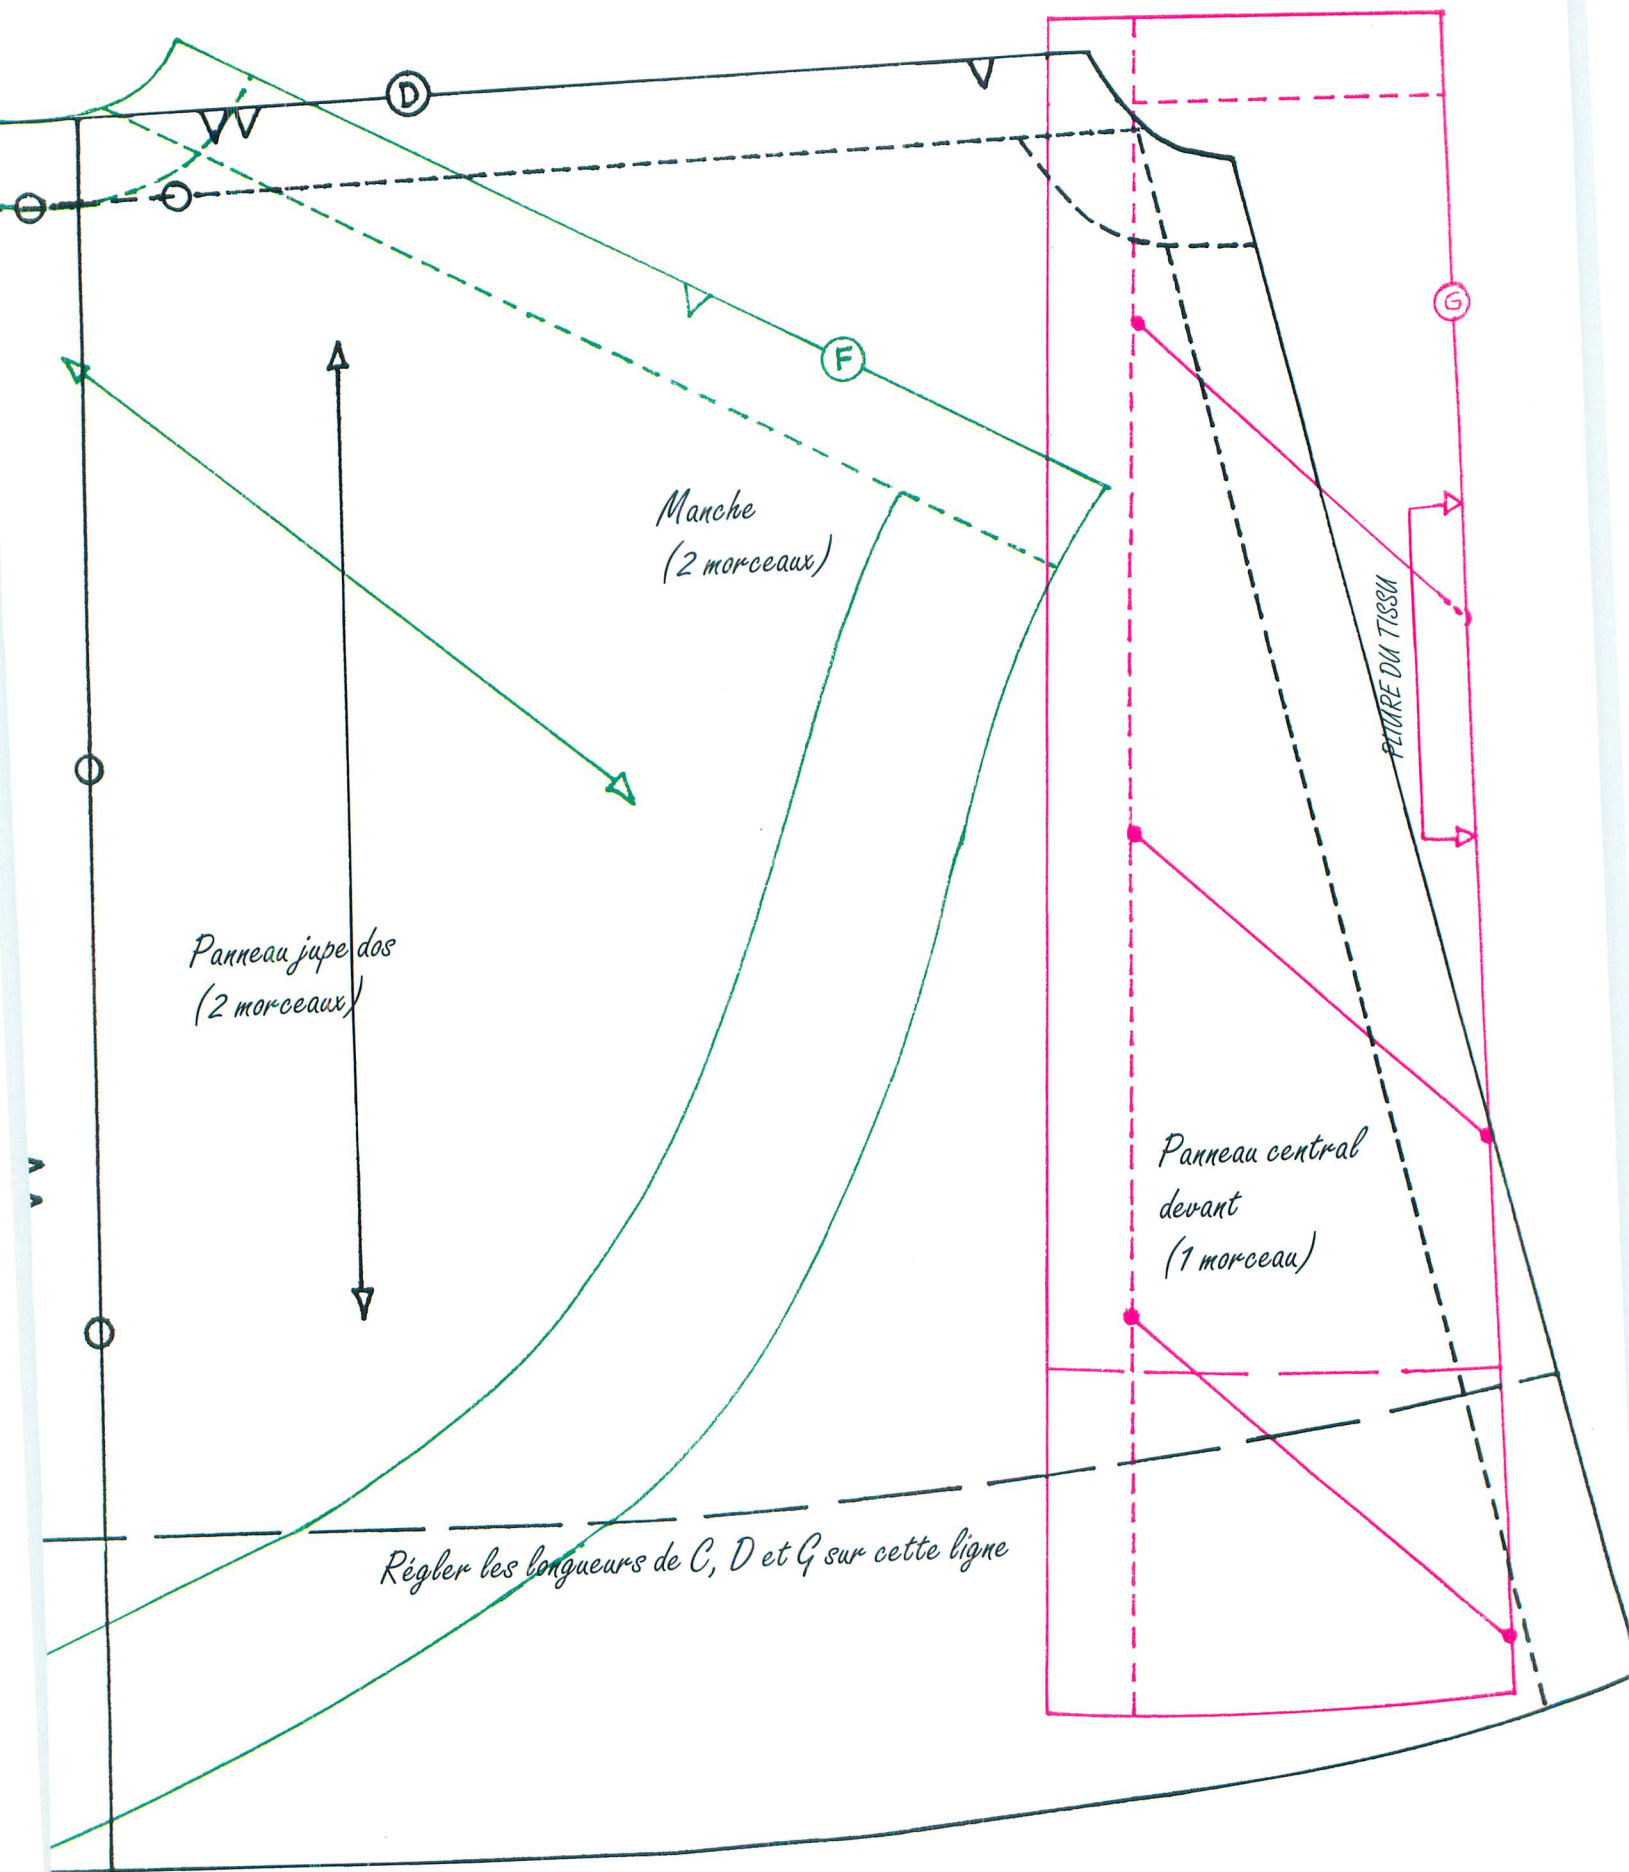 D
G
F
Manche
(2 morceaux)
PLIURE DU TISSU
Panneau jupe dos
(2 morceaux)
Panneau central
devant
(1 morceau)
Régler les longueurs de C, D et G sur cette ligne